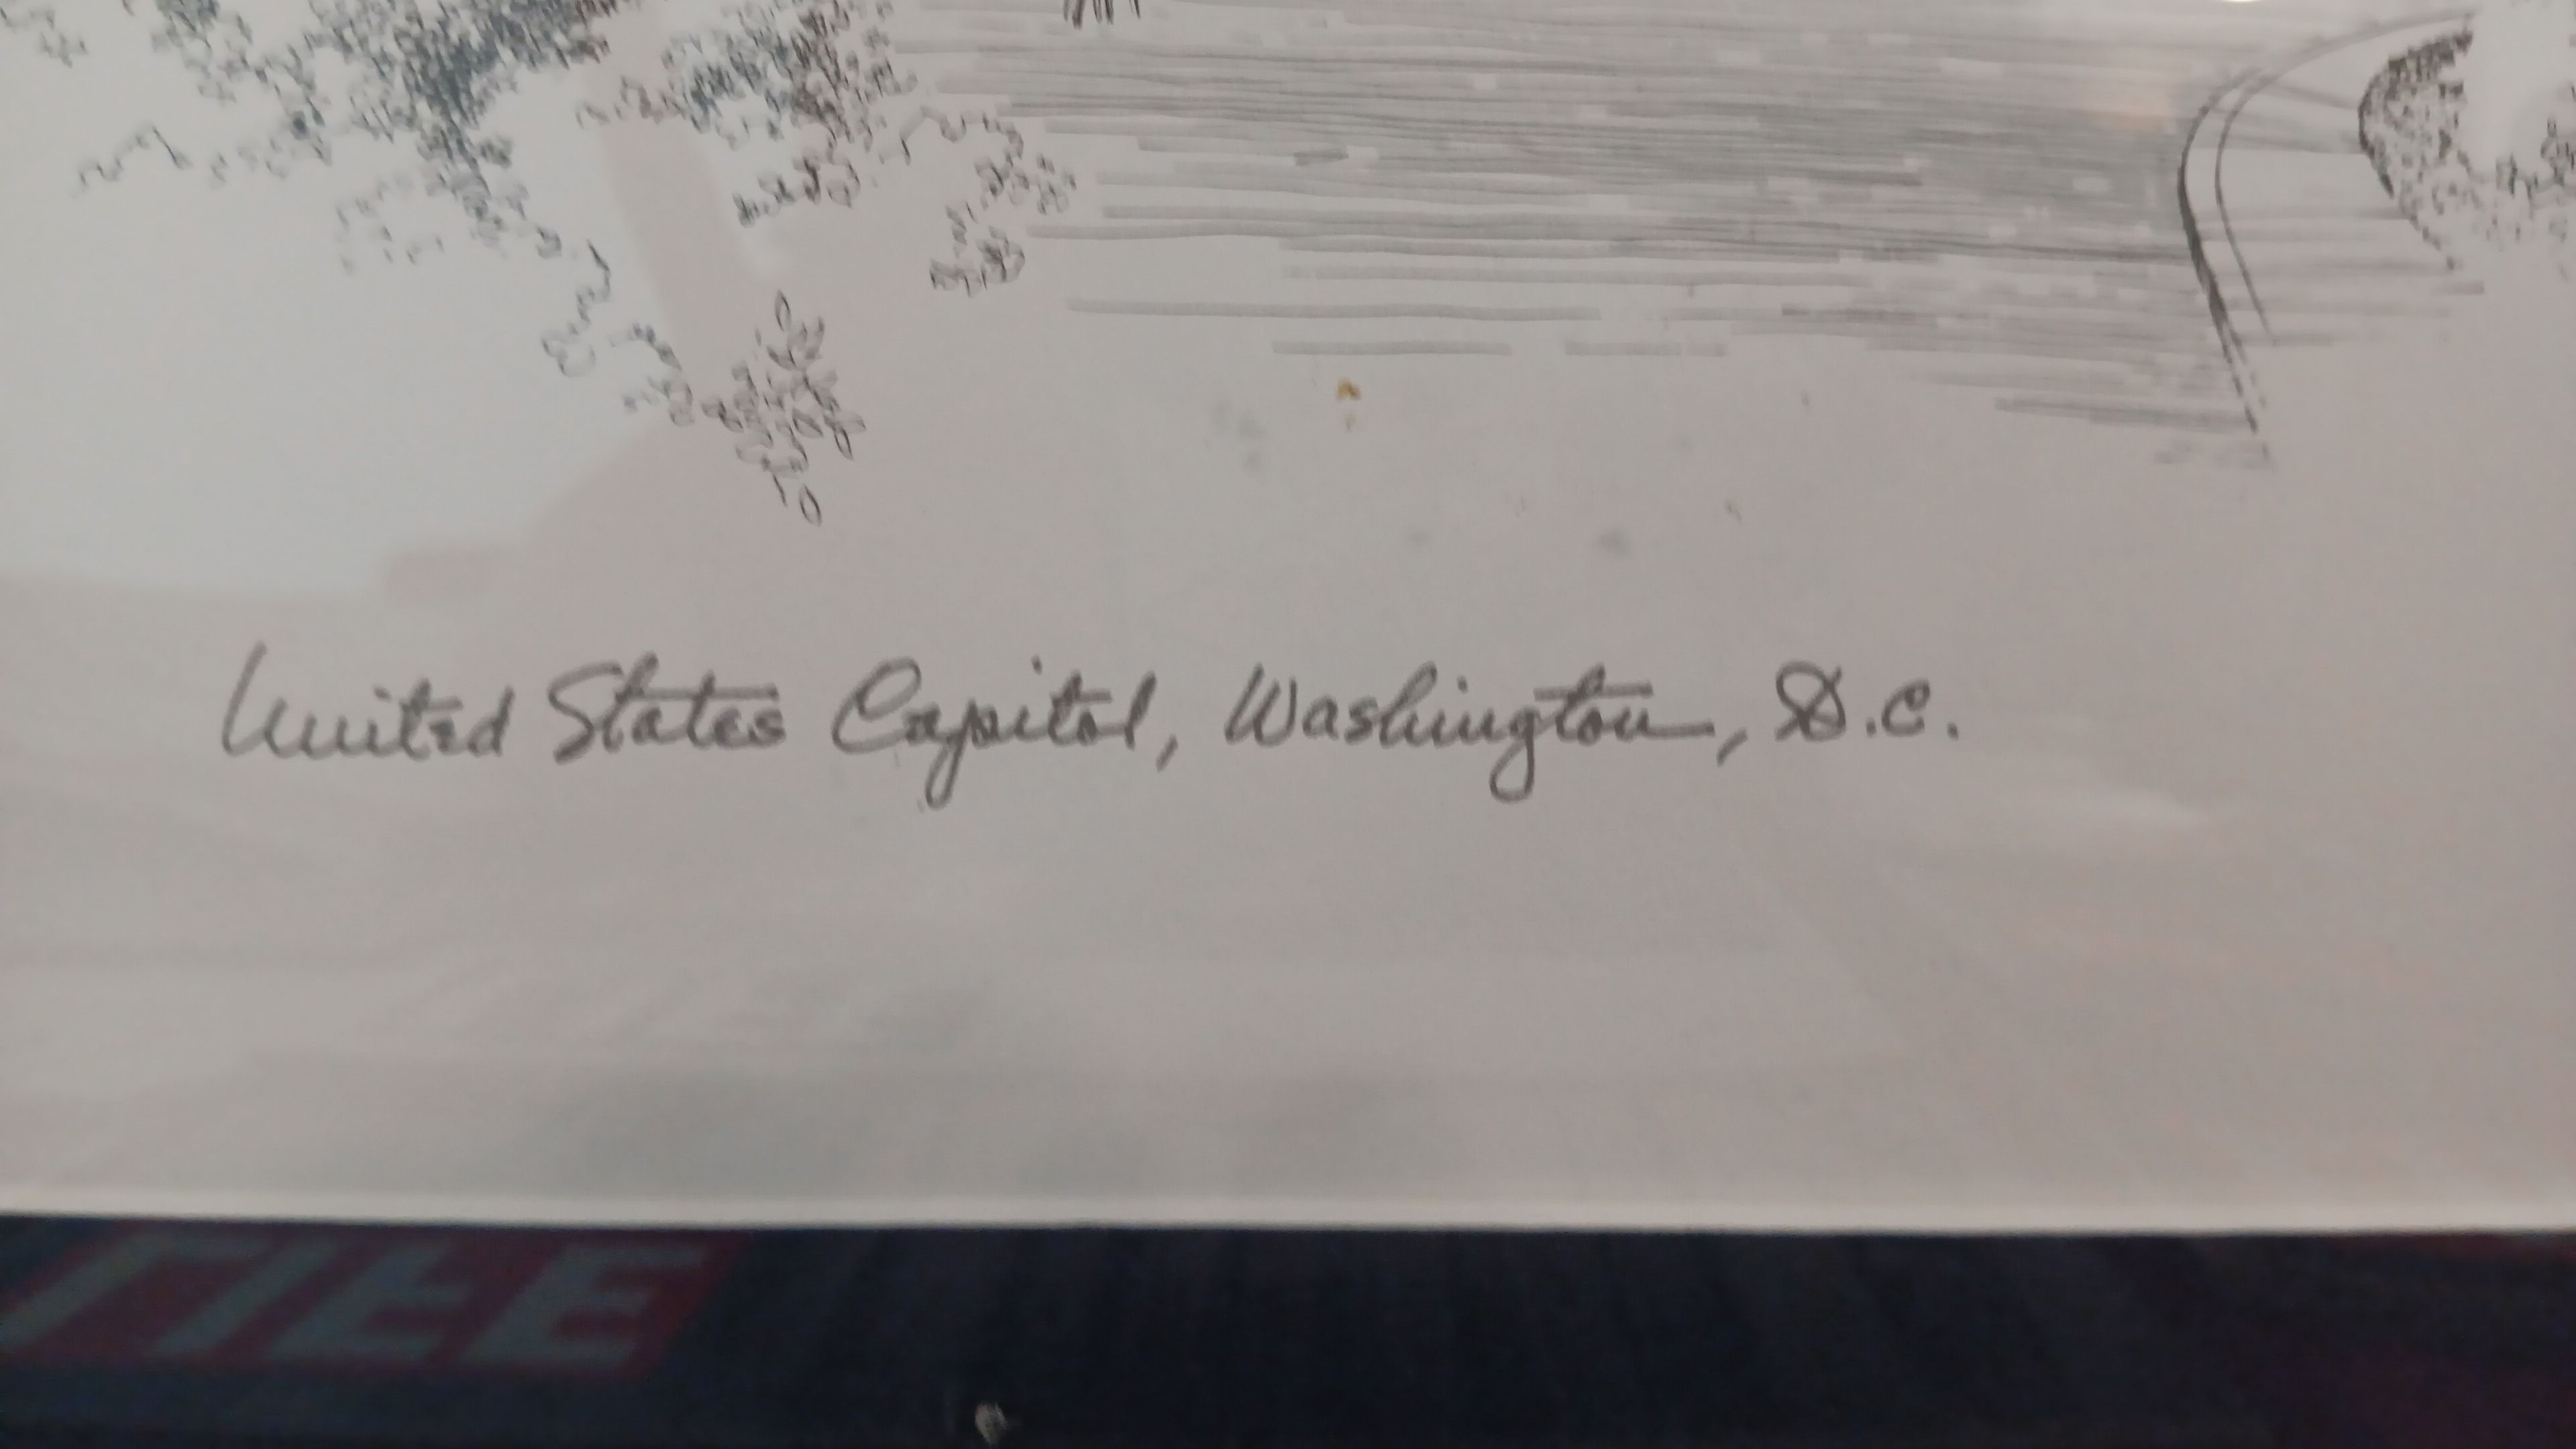 United States Capitol, Washington, D.C.